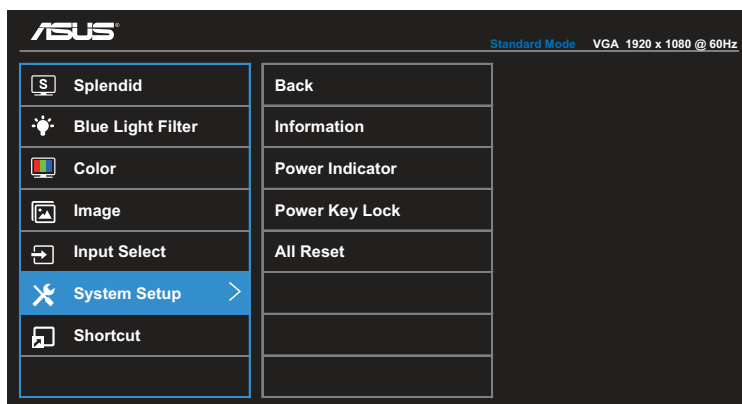 ASUS®
Standard Mode VGA 1920 x 1080 @ 60Hz
S Splendid
Blue Light Filter
Color
Image
Input Select
System Setup >
Shortcut
Back
Information
Power Indicator
Power Key Lock
All Reset